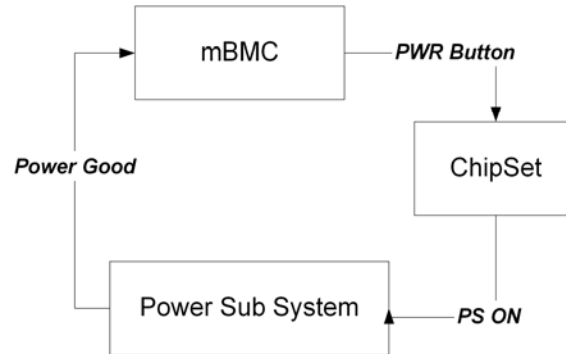 mBMC
PWR Button
Power Good
ChipSet
Power Sub System
PS ON